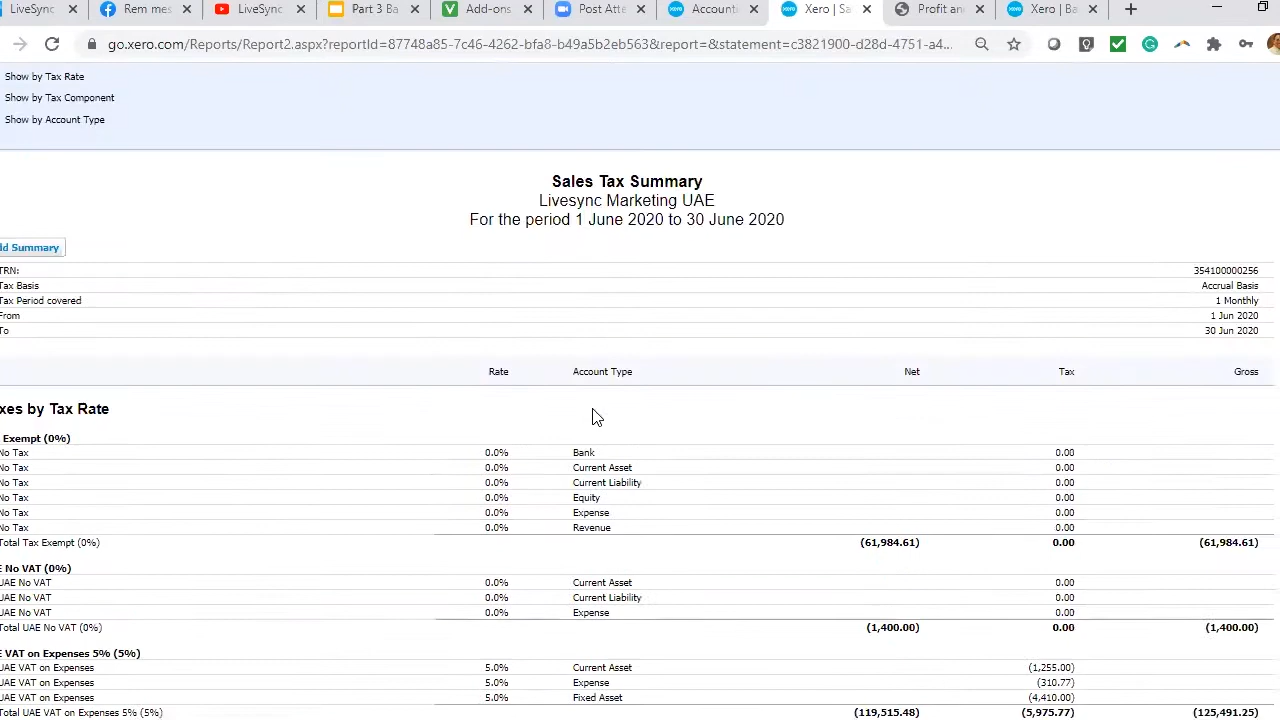 LiveSync
Rem mes
LiveSync
Part 3 Ba
Add-ons
Post Atte
Accounti
Xero | Sa
Profit an
Xero | Ba
go.xero.com/Reports/Report2.aspx?reportId=87748a85-7c46-4262-bfa8-b48a5b2eb563&report=&statement=c3821900-d28d-4751-a4...
Show by Tax Rate
Show by Tax Component
Show by Account Type
Sales Tax Summary
Livesync Marketing UAE
For the period 1 June 2020 to 30 June 2020
dd Summary
TRN: 354100000256
Tax Basis Accrual Basis
Tax Period covered 1 Monthly
From 1 Jun 2020
To 30 Jun 2020
Rate Account Type Net Tax Gross
xes by Tax Rate
Exempt (0%)
No Tax 0.0% Bank 0.00
No Tax 0.0% Current Asset 0.00
No Tax 0.0% Current Liability 0.00
No Tax 0.0% Equity 0.00
No Tax 0.0% Expense 0.00
No Tax 0.0% Revenue 0.00
Total Tax Exempt (0%) (61,984.61) 0.00 (61,984.61)
E No VAT (0%)
UAE No VAT 0.0% Current Asset 0.00
UAE No VAT 0.0% Current Liability 0.00
UAE No VAT 0.0% Expense 0.00
Total UAE No VAT (0%) (1,400.00) 0.00 (1,400.00)
E VAT on Expenses 5% (5%)
UAE VAT on Expenses 5.0% Current Asset (1,255.00)
UAE VAT on Expenses 5.0% Expense (310.77)
UAE VAT on Expenses 5.0% Fixed Asset (4,410.00)
Total UAE VAT on Expenses 5% (5%) (119,515.48) (5,975.77) (125,491.25)